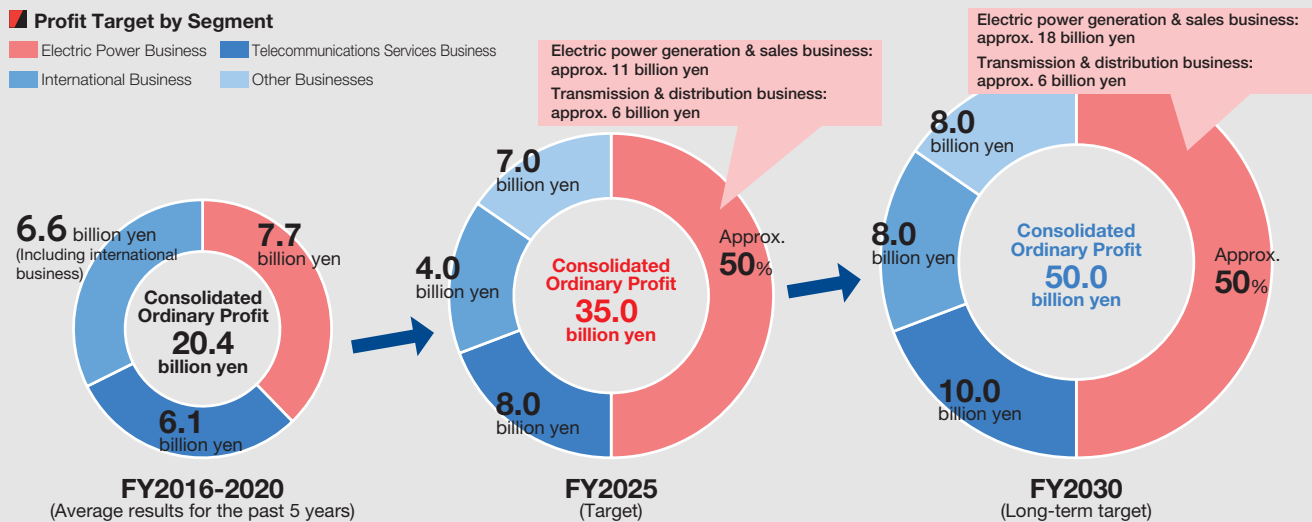 Profit Target by Segment
Electric Power Business
Telecommunications Services Business
International Business
Other Businesses
6.6 billion yen
(Including international
business)
7.7
billion yen
Consolidated
Ordinary Profit
20.4
billion yen
6.1
billion yen
FY2016-2020
(Average results for the past 5 years)
Electric power generation & sales business:
approx. 11 billion yen
Transmission & distribution business:
approx. 6 billion yen
7.0
billion yen
4.0
billion yen
Consolidated
Ordinary Profit
35.0
billion yen
Approx.
50%
8.0
billion yen
FY2025
(Target)
Electric power generation & sales business:
approx. 18 billion yen
Transmission & distribution business:
approx. 6 billion yen
8.0
billion yen
8.0
billion yen
Consolidated
Ordinary Profit
50.0
billion yen
Approx.
50%
10.0
billion yen
FY2030
(Long-term target)